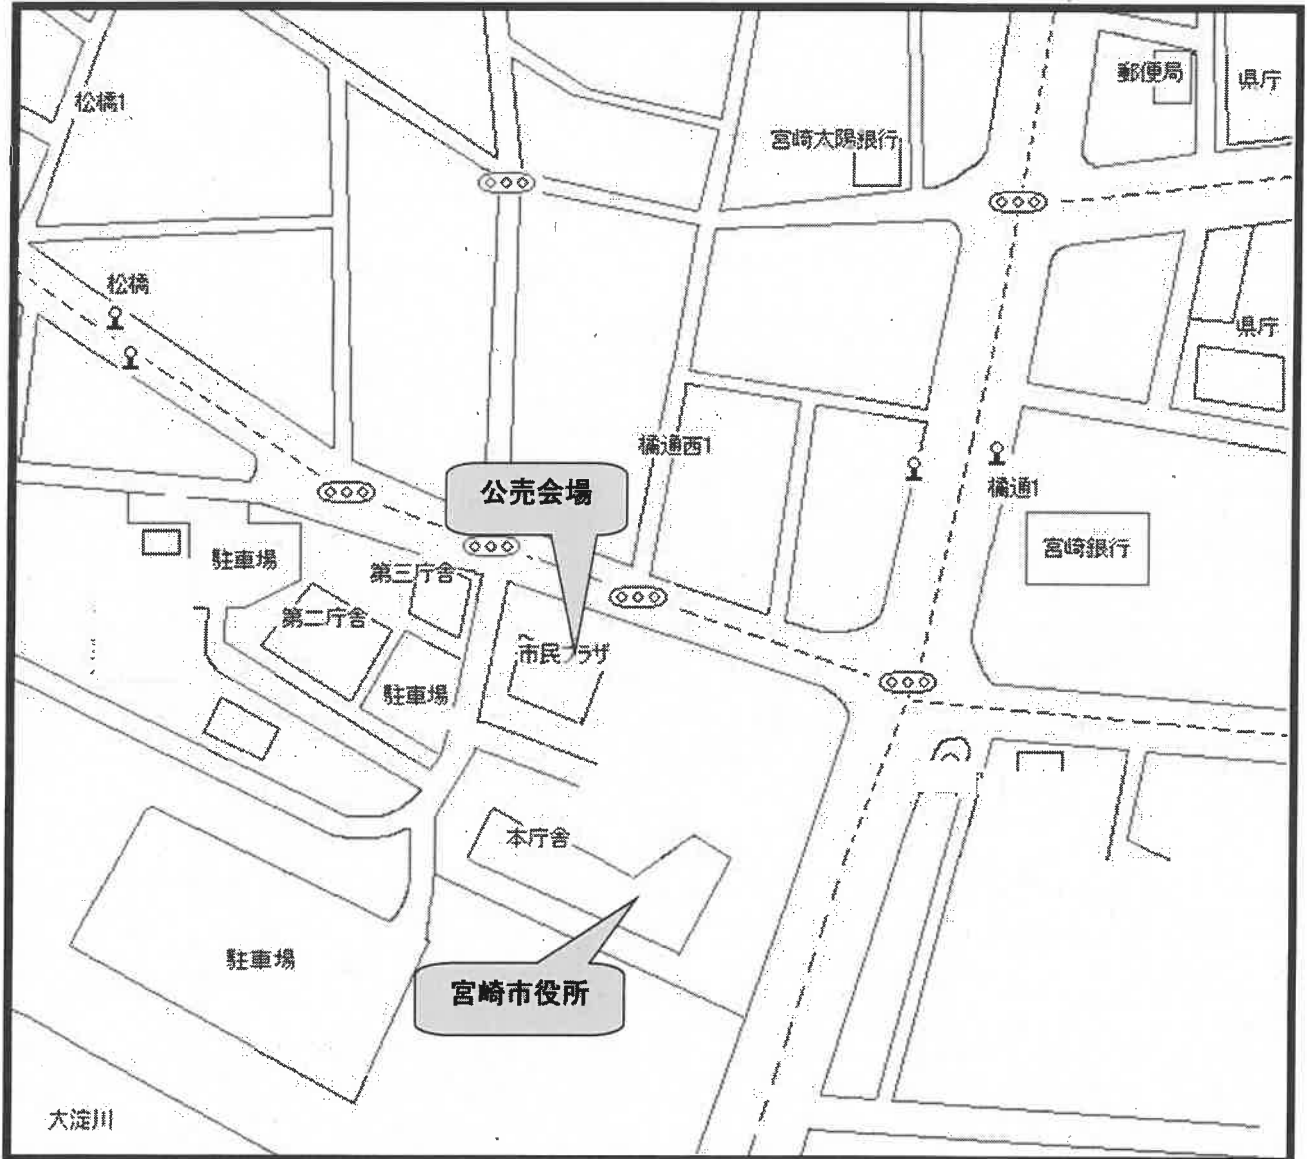 郵便局
県庁
松橋1
宮崎太陽銀行
松橋
県庁
橘通西1
公売会場
橘通1
宮崎銀行
駐車場
第三庁舎
第二庁舎
市民プラザ
駐車場
本庁舎
駐車場
宮崎市役所
大淀川